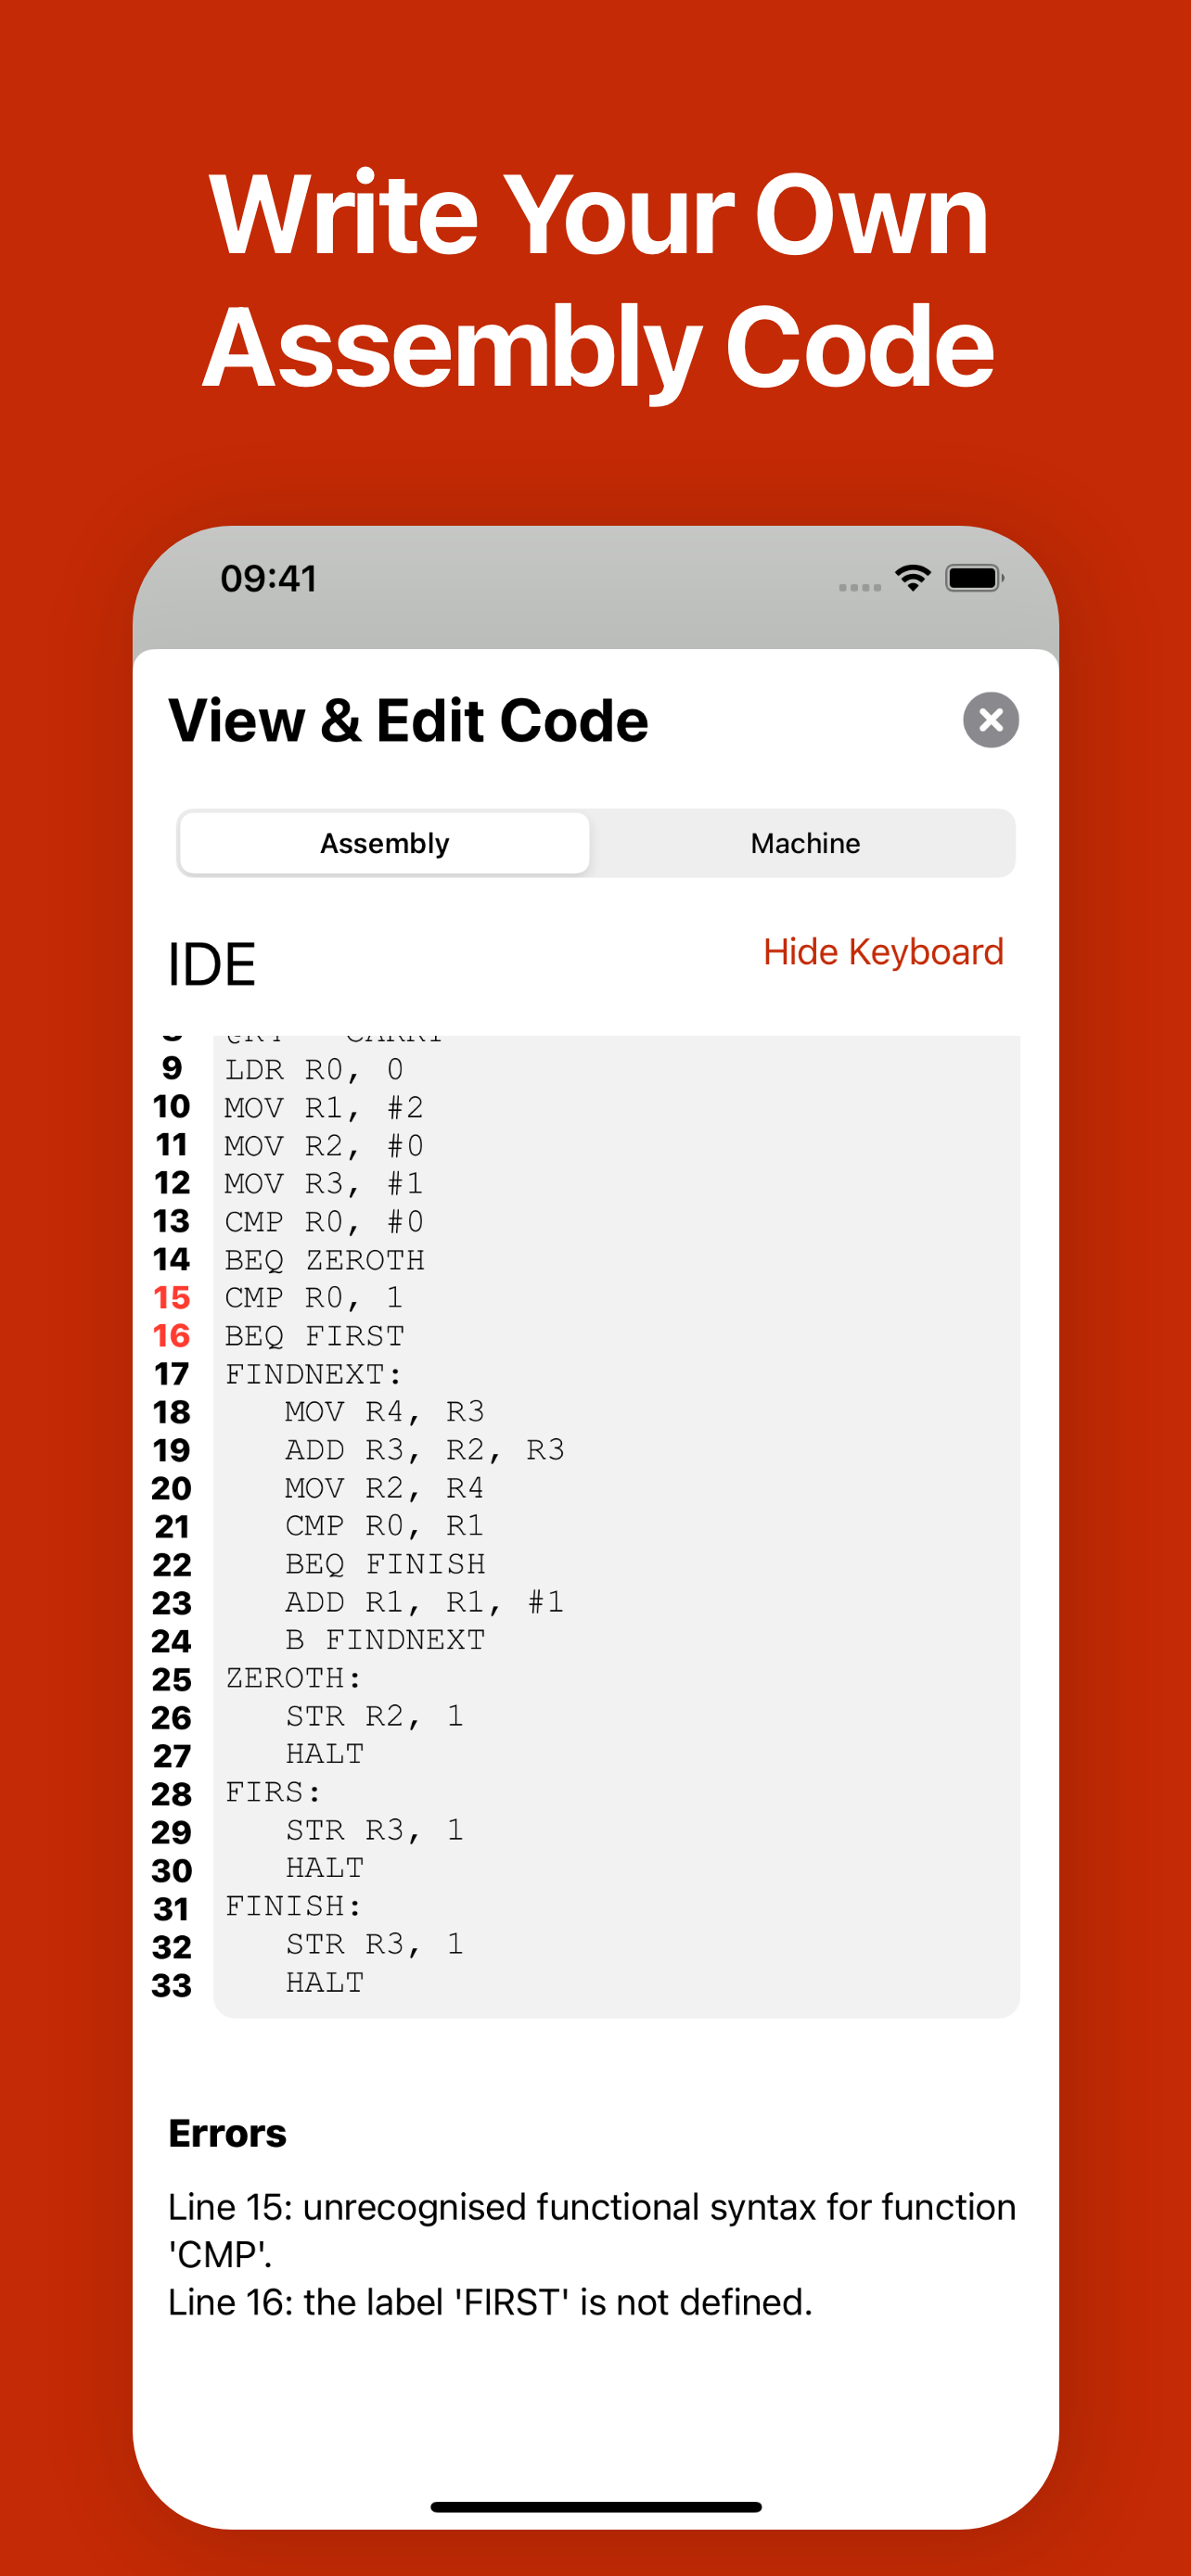 Write Your Own
Assembly Code
09:41
View & Edit Code
Assembly Machine
IDE Hide Keyboard
9 LDR R0, 0
10 MOV R1, #2
11 MOV R2, #0
12 MOV R3, #1
13 CMP R0, #0
14 BEQ ZEROTH
15 CMP R0, 1
16 BEQ FIRST
17 FINDNEXT:
18 MOV R4, R3
19 ADD R3, R2, R3
20 MOV R2, R4
21 CMP R0, R1
22 BEQ FINISH
23 ADD R1, R1, #1
24 B FINDNEXT
25 ZEROTH:
26 STR R2, 1
27 HALT
28 FIRS:
29 STR R3, 1
30 HALT
31 FINISH:
32 STR R3, 1
33 HALT
Errors
Line 15: unrecognised functional syntax for function
'CMP'.
Line 16: the label 'FIRST' is not defined.